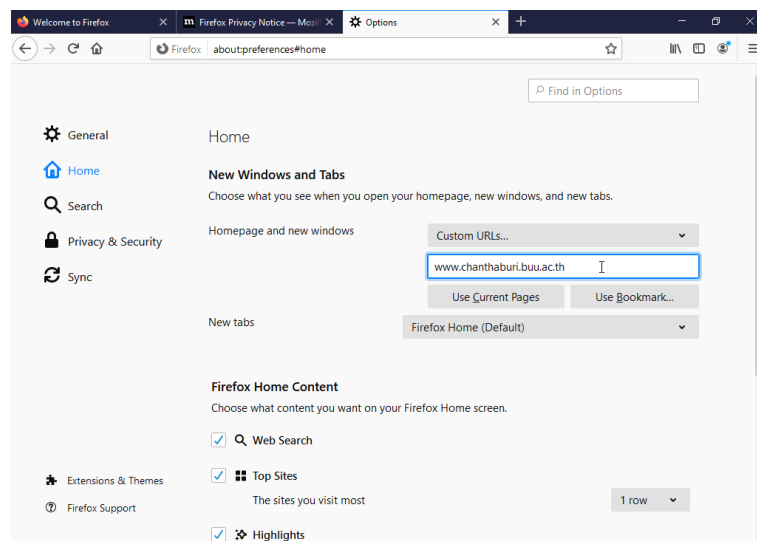 Welcome to Firefox
Firefox Privacy Notice — Mozil
Options
Firefox
about:preferences#home
Find in Options
General
Home
Search
Privacy & Security
Sync
Extensions & Themes
Firefox Support
Home
New Windows and Tabs
Choose what you see when you open your homepage, new windows, and new tabs.
Homepage and new windows
Custom URLs...
www.chanthaburi.buu.ac.th
Use Current Pages
Use Bookmark...
New tabs
Firefox Home (Default)
Firefox Home Content
Choose what content you want on your Firefox Home screen.
Web Search
Top Sites
The sites you visit most
1 row
Highlights